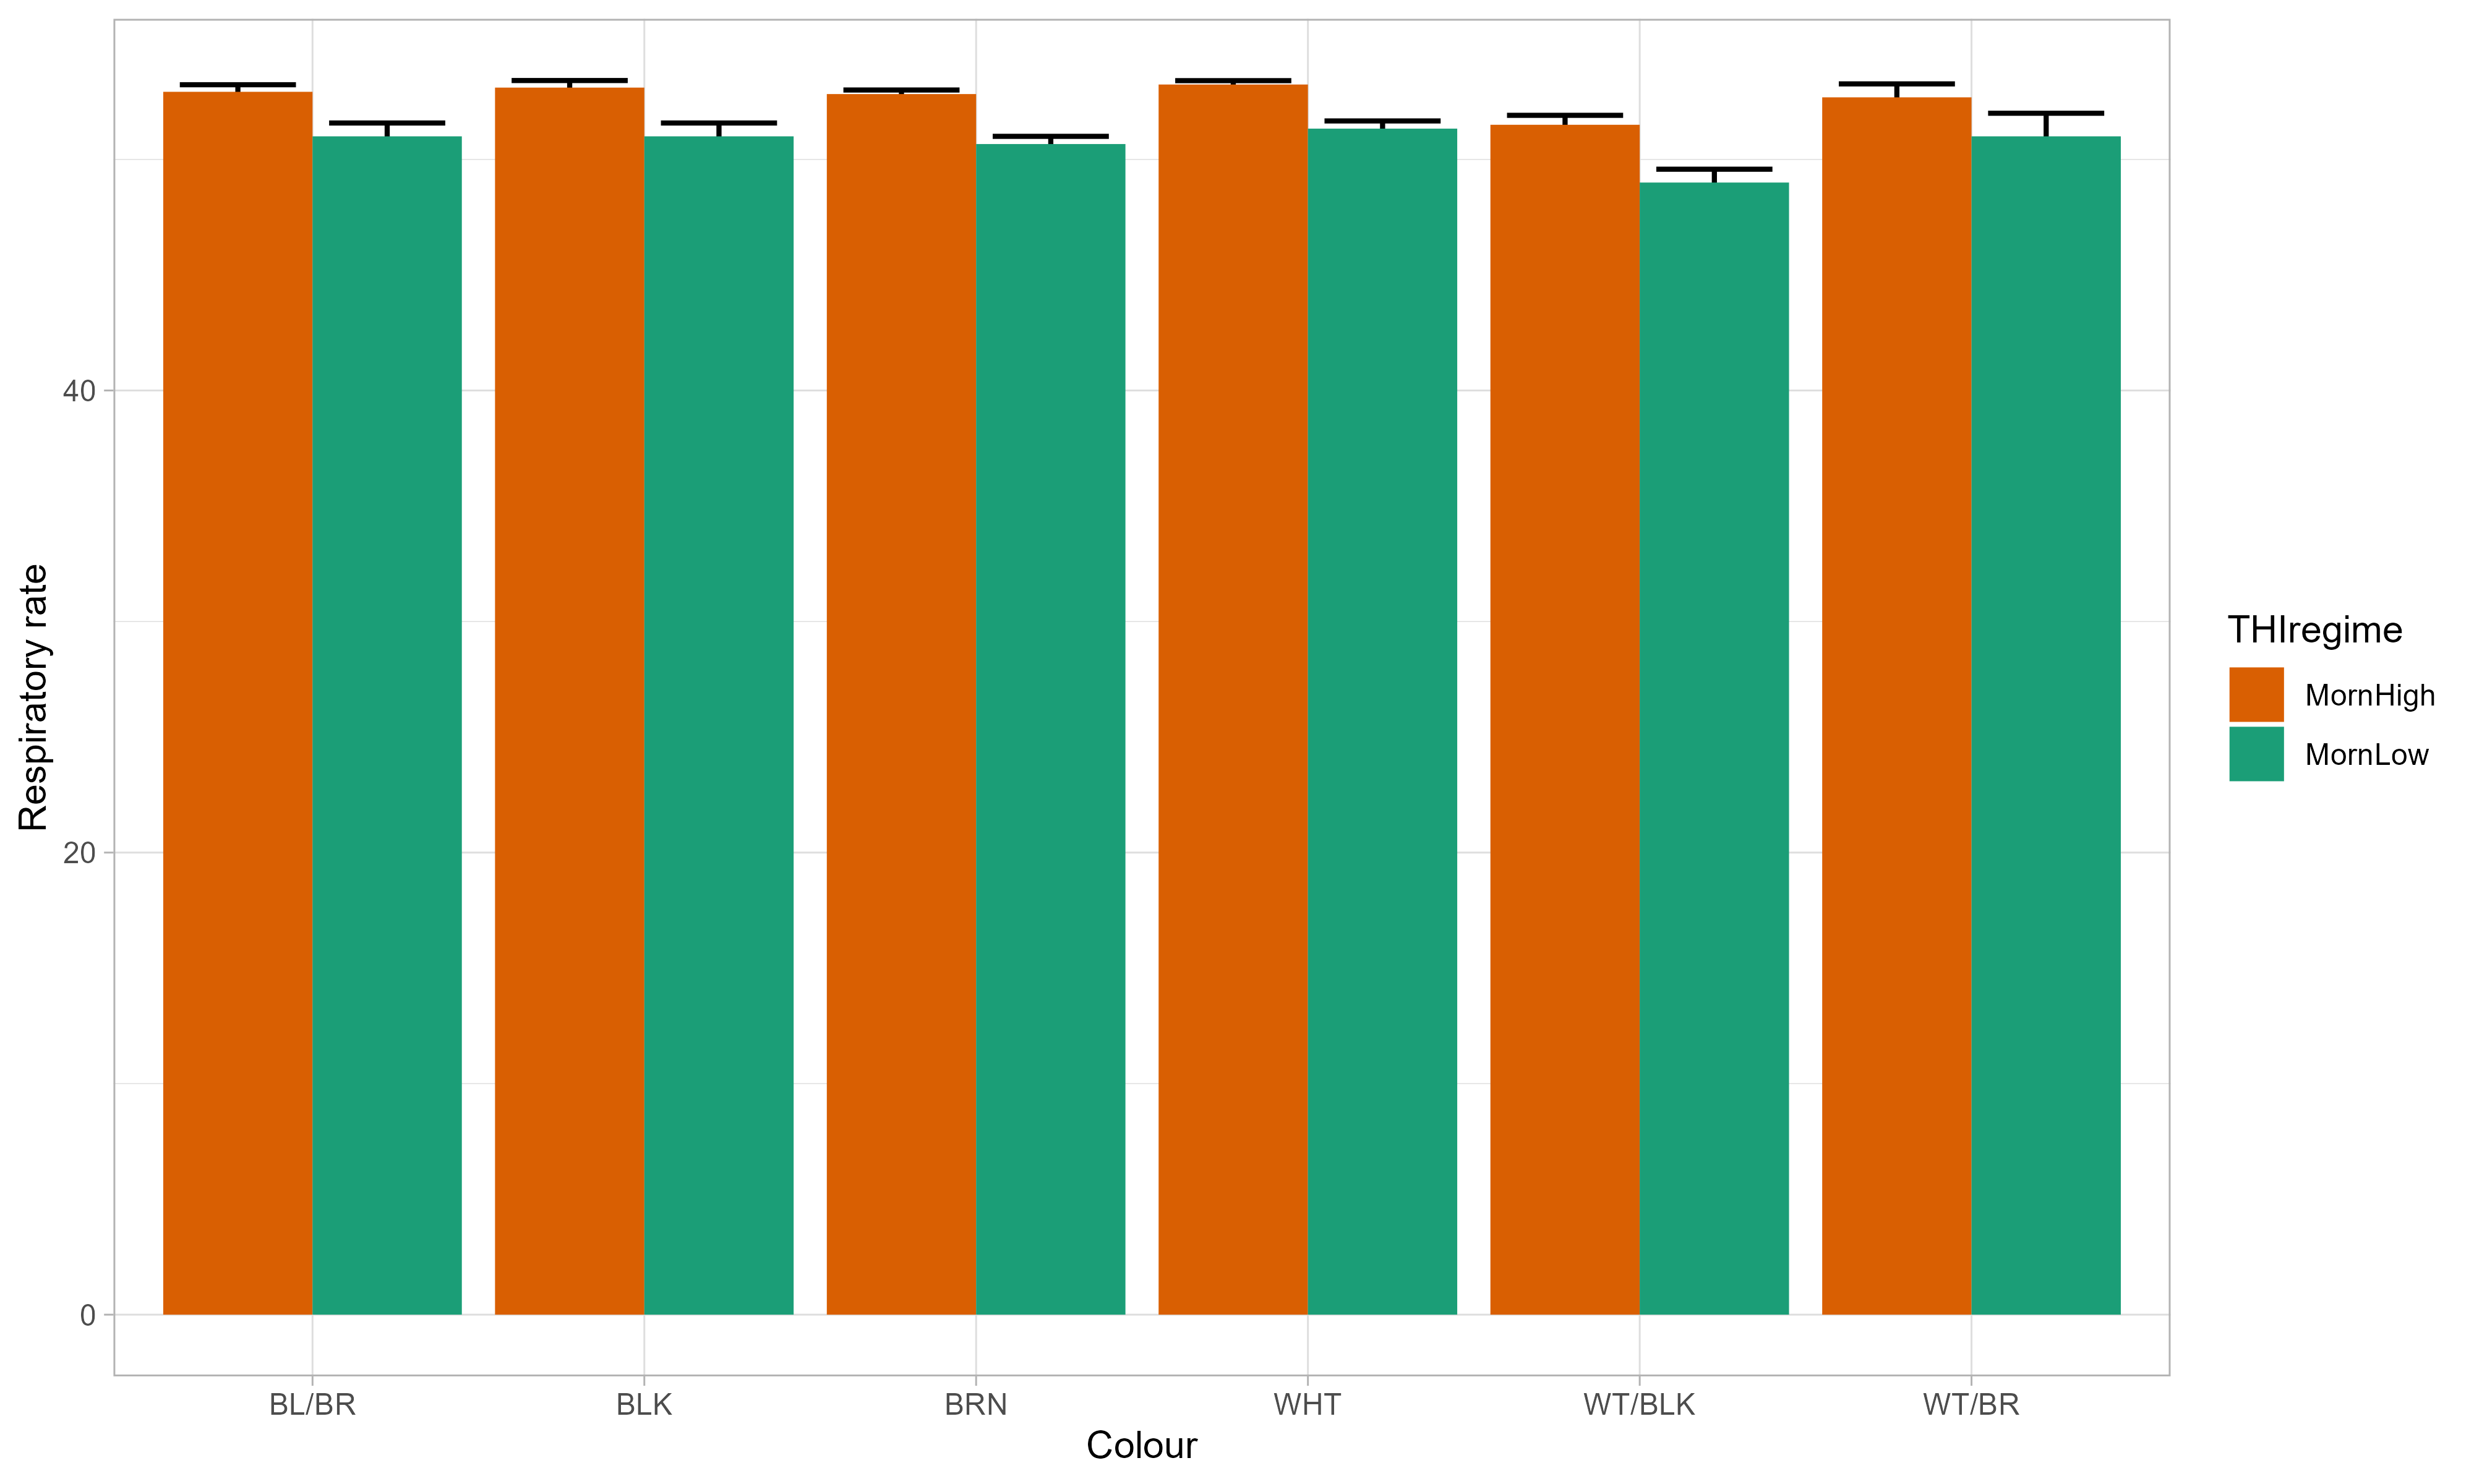 40
20
0
Respiratory rate
BL/BR
BLK
BRN
WHT
WT/BLK
WT/BR
Colour
THIregime
MornHigh
MornLow